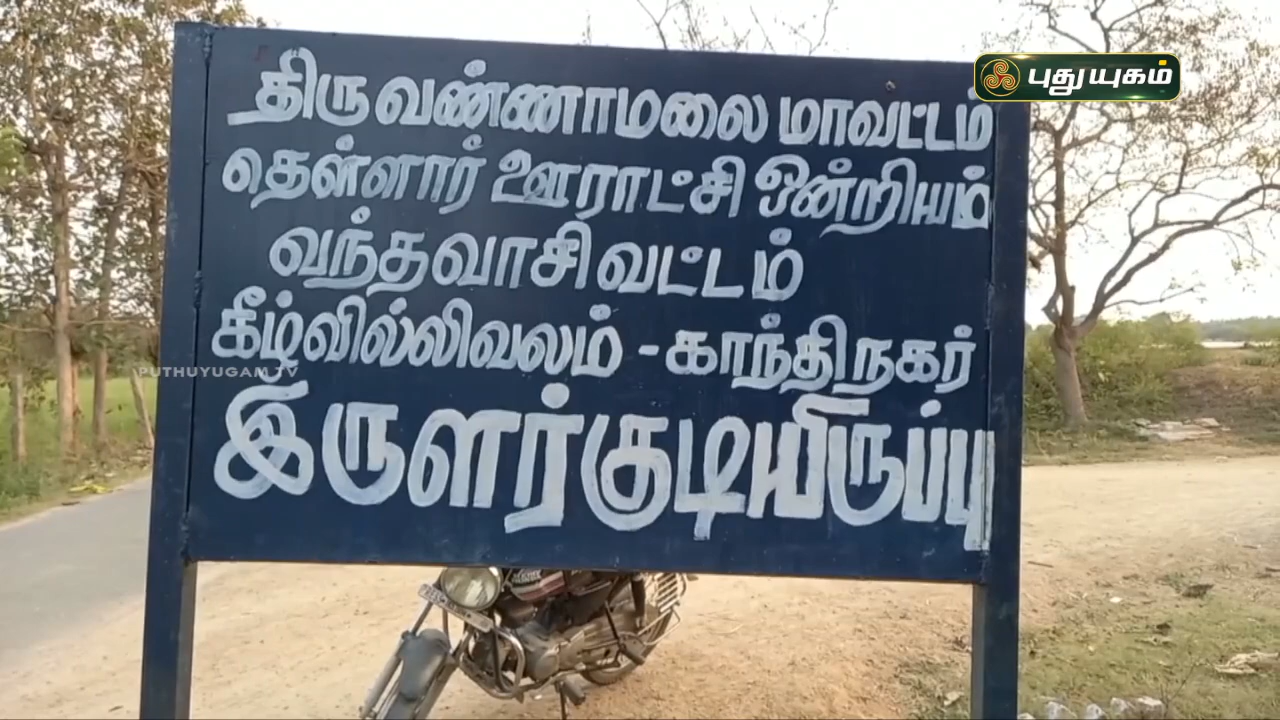 புதுயுகம்
திருவண்ணாமலை மாவட்டம்
தெள்ளார் ஊராட்சி ஒன்றியம்
வந்தவாசி வட்டம்
கீழ்வில்லிவலம் - காந்திநகர்
PUTHUYUGAM TV
இருளர்குடியிருப்பு